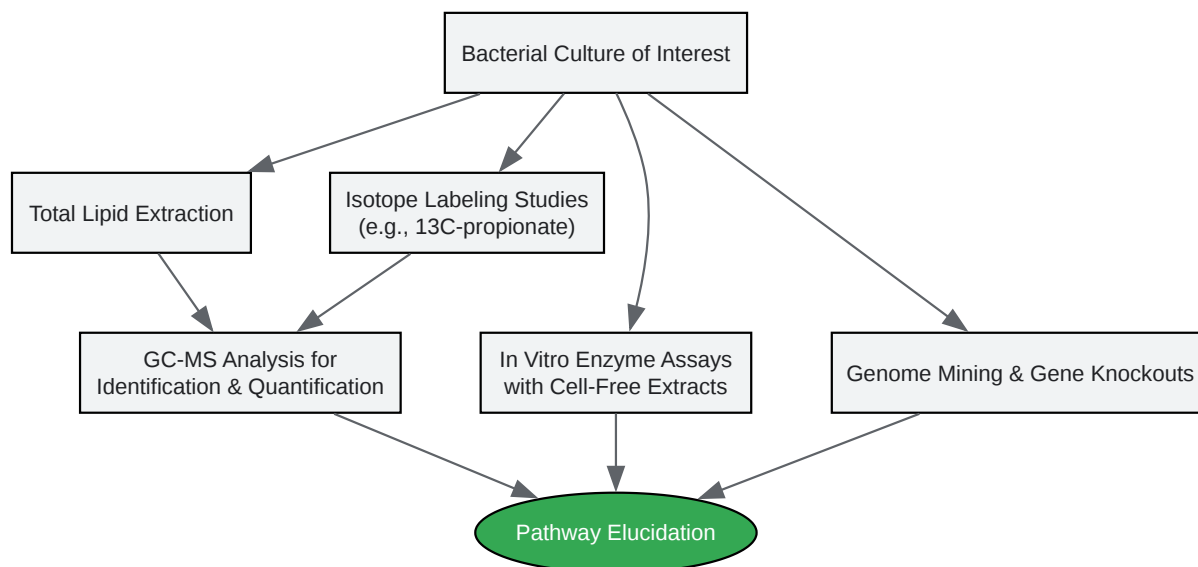 Bacterial Culture of Interest
Total Lipid Extraction
Isotope Labeling Studies
(e.g., 13C-propionate)
GC-MS Analysis for
Identification & Quantification
In Vitro Enzyme Assays
with Cell-Free Extracts
Genome Mining & Gene Knockouts
Pathway Elucidation